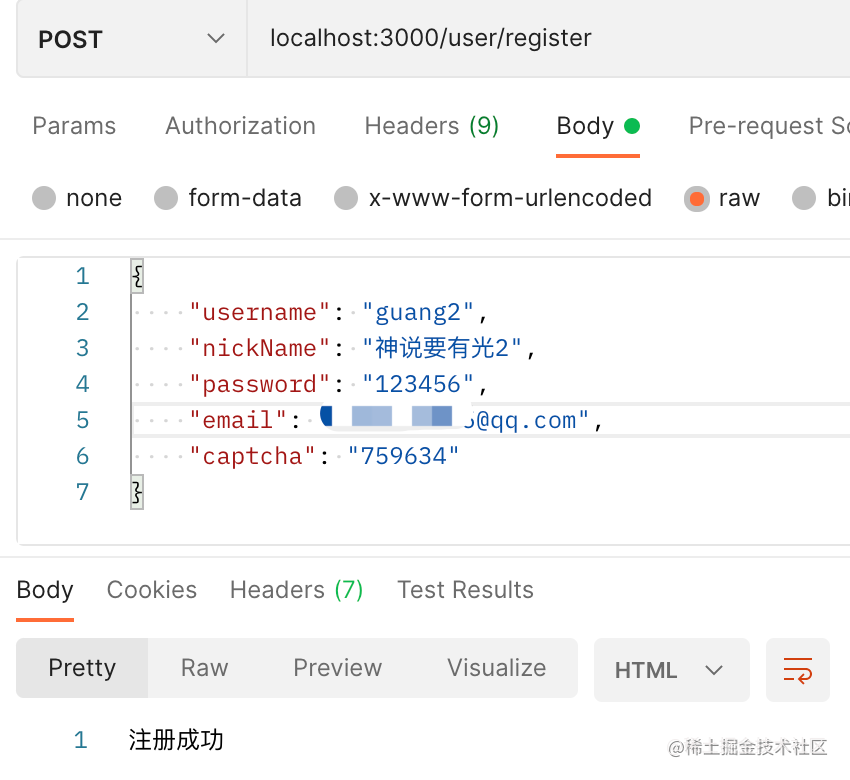 POST localhost:3000/user/register
Params Authorization Headers (9) Body Pre-request
none form-data x-www-form-urlencoded raw
1 {
2 "username": "guang2",
3 "nickName": "神说要有光2",
4 "password": "123456",
5 "email": @qq.com",
6 "captcha": "759634"
7 }
Body Cookies Headers (7) Test Results
Pretty Raw Preview Visualize HTML
1 注册成功
@稀土掘金技术社区